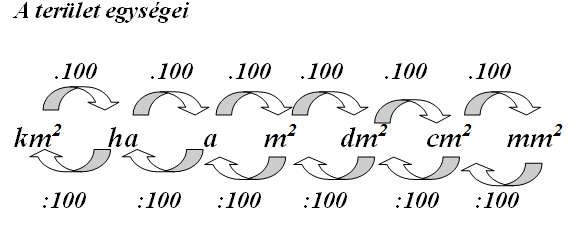 A terület egységei
.100 .100 .100 .100 .100 .100
km² ha a m² dm² cm² mm²
:100 :100 :100 :100 :100 :100